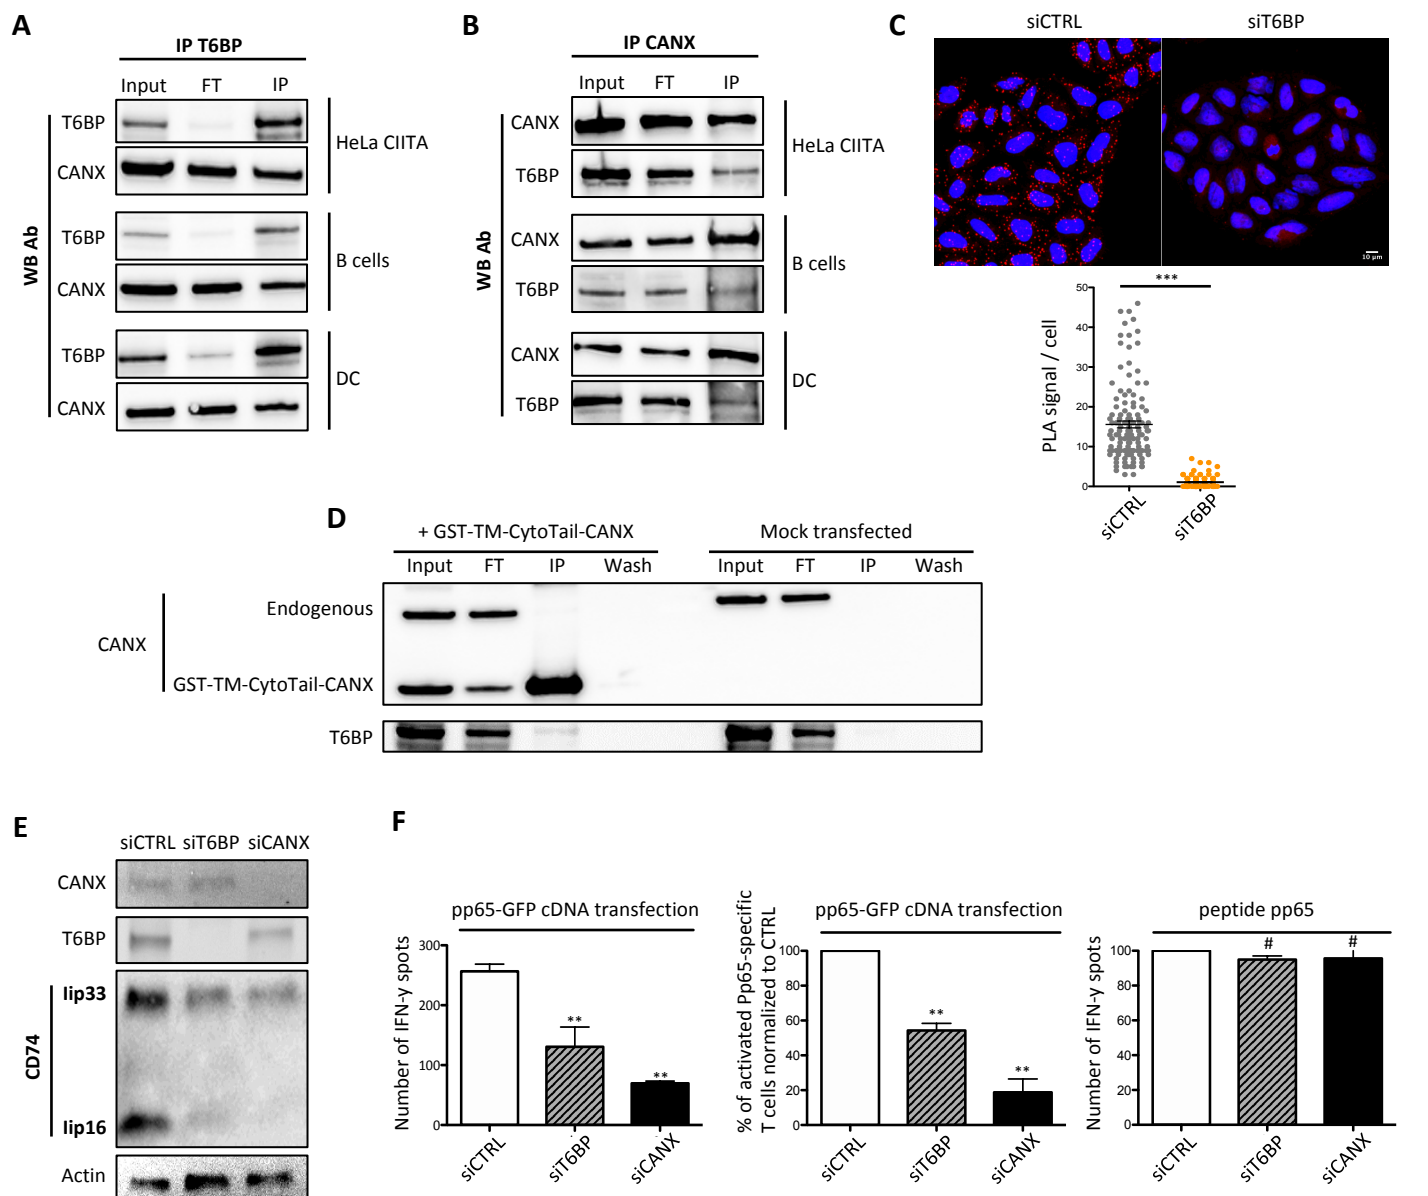 A
IP T6BP
Input FT IP
WB Ab
T6BP
CANX
HeLa CIITA
T6BP
CANX
B cells
T6BP
CANX
DC
B
IP CANX
Input FT IP
WB Ab
CANX
T6BP
HeLa CIITA
CANX
T6BP
B cells
CANX
T6BP
DC
C
siCTRL siT6BP
10 µm
PLA signal / cell
***
50
40
30
20
10
0
siCTRL siT6BP
D
+ GST-TM-CytoTail-CANX Mock transfected
Input FT IP Wash Input FT IP Wash
CANX
Endogenous
GST-TM-CytoTail-CANX
T6BP
E
siCTRL siT6BP siCANX
CANX
T6BP
CD74
Iip33
Iip16
Actin
F
pp65-GFP cDNA transfection
Number of IFN-y spots
300
200
100
0
**
**
siCTRL siT6BP siCANX
pp65-GFP cDNA transfection
% of activated Pp65-specific
T cells normalized to CTRL
100
80
60
40
20
0
**
**
siCTRL siT6BP siCANX
peptide pp65
Number of IFN-y spots
100
80
60
40
20
0
#
#
siCTRL siT6BP siCANX